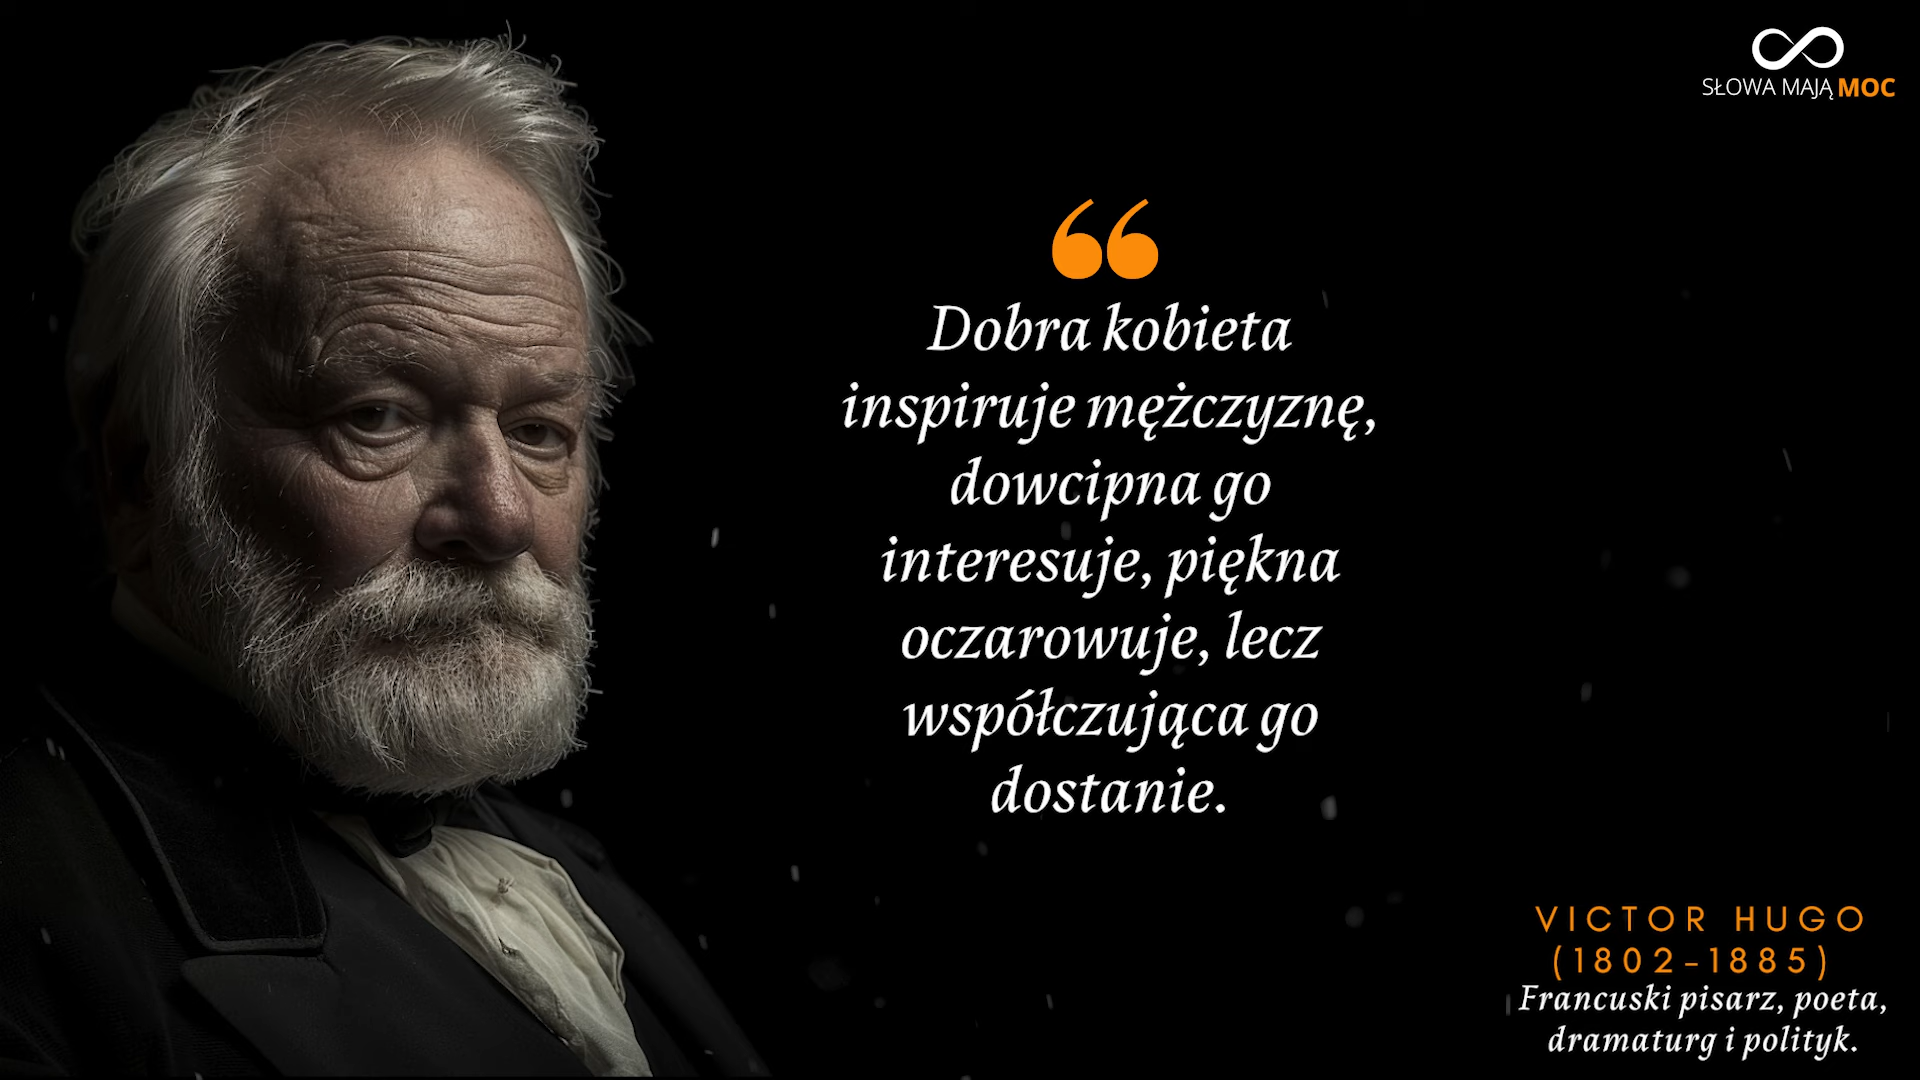 SŁOWA MAJĄ MOC
Dobra kobieta
inspiruje mężczyznę,
dowcipna go
interesuje, piękna
oczarowuje, lecz
współczująca go
dostanie.
VICTOR HUGO
(1802-1885)
Francuski pisarz, poeta,
dramaturg i polityk.